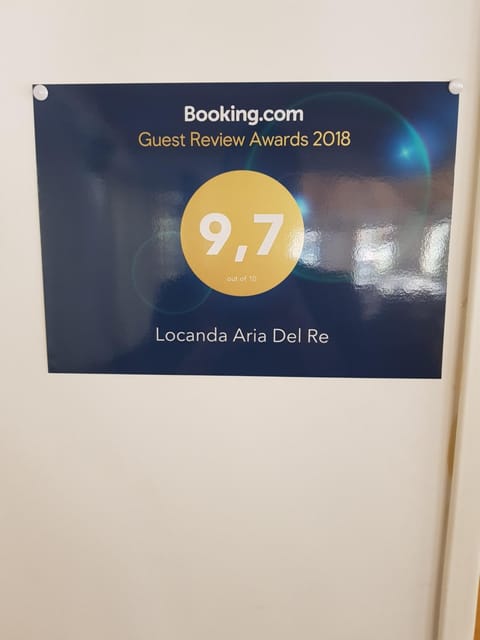 Booking.com
Guest Review Awards 2018
9,7
out of 10
Locanda Aria Del Re